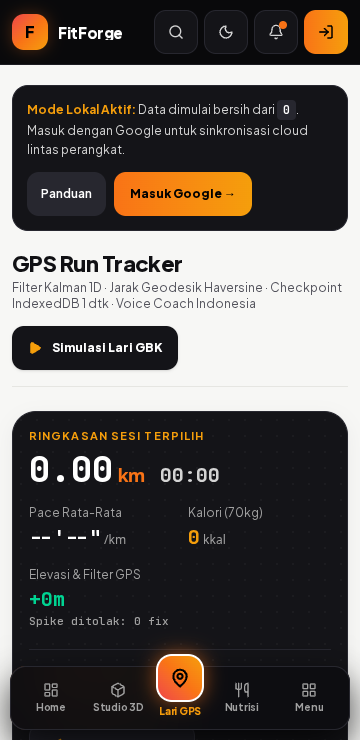 F FitForge
Mode Lokal Aktif: Data dimulai bersih dari 0.
Masuk dengan Google untuk sinkronisasi cloud
lintas perangkat.
Panduan Masuk Google →
GPS Run Tracker
Filter Kalman 1D · Jarak Geodesik Haversine · Checkpoint
IndexedDB 1 dtk · Voice Coach Indonesia
Simulasi Lari GBK
RINGKASAN SESI TERPILIH
0.00 km 00:00
Pace Rata-Rata Kalori (70kg)
--'--" /km 0 kkal
Elevasi & Filter GPS
+0m
Spike ditolak: 0 fix
Home Studio 3D Lari GPS Nutrisi Menu